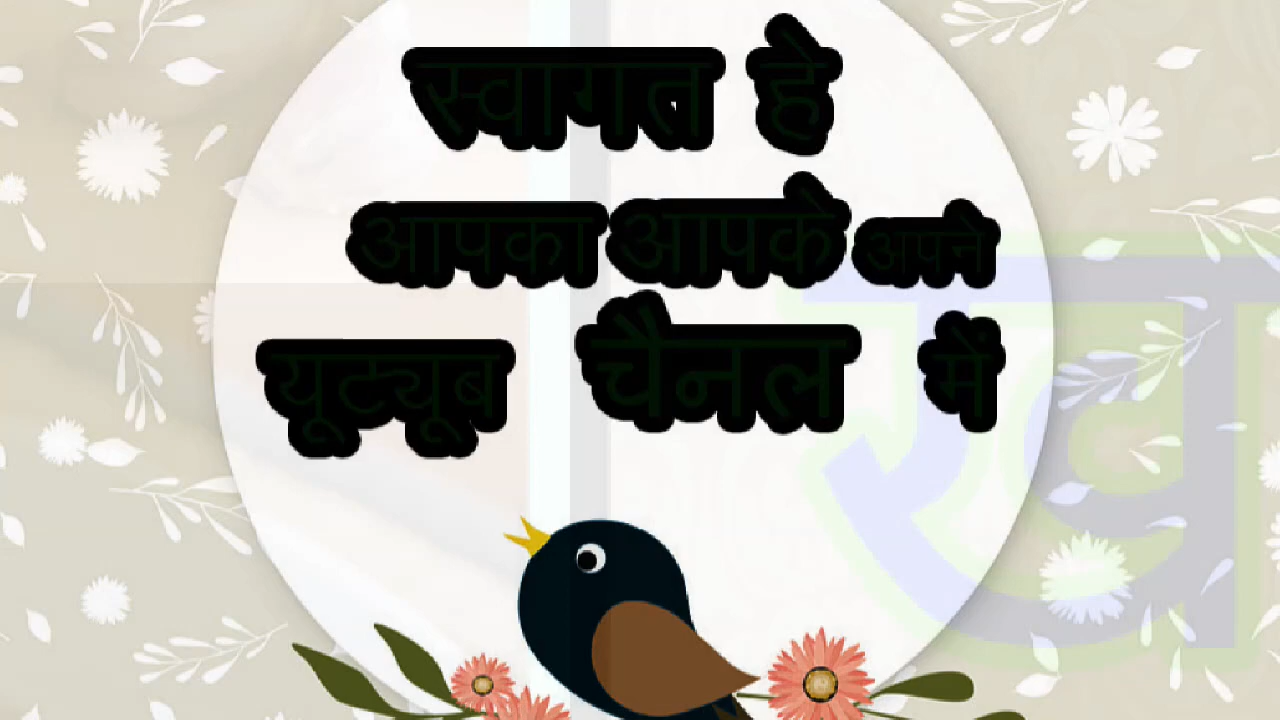 स्वागत हे
आपका आपके अपने
यूट्यूब चैनल में